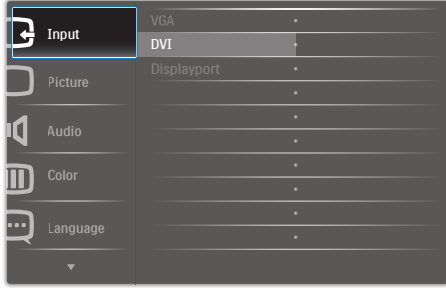 Input
Picture
Audio
Color
Language
VGA
DVI
Displayport